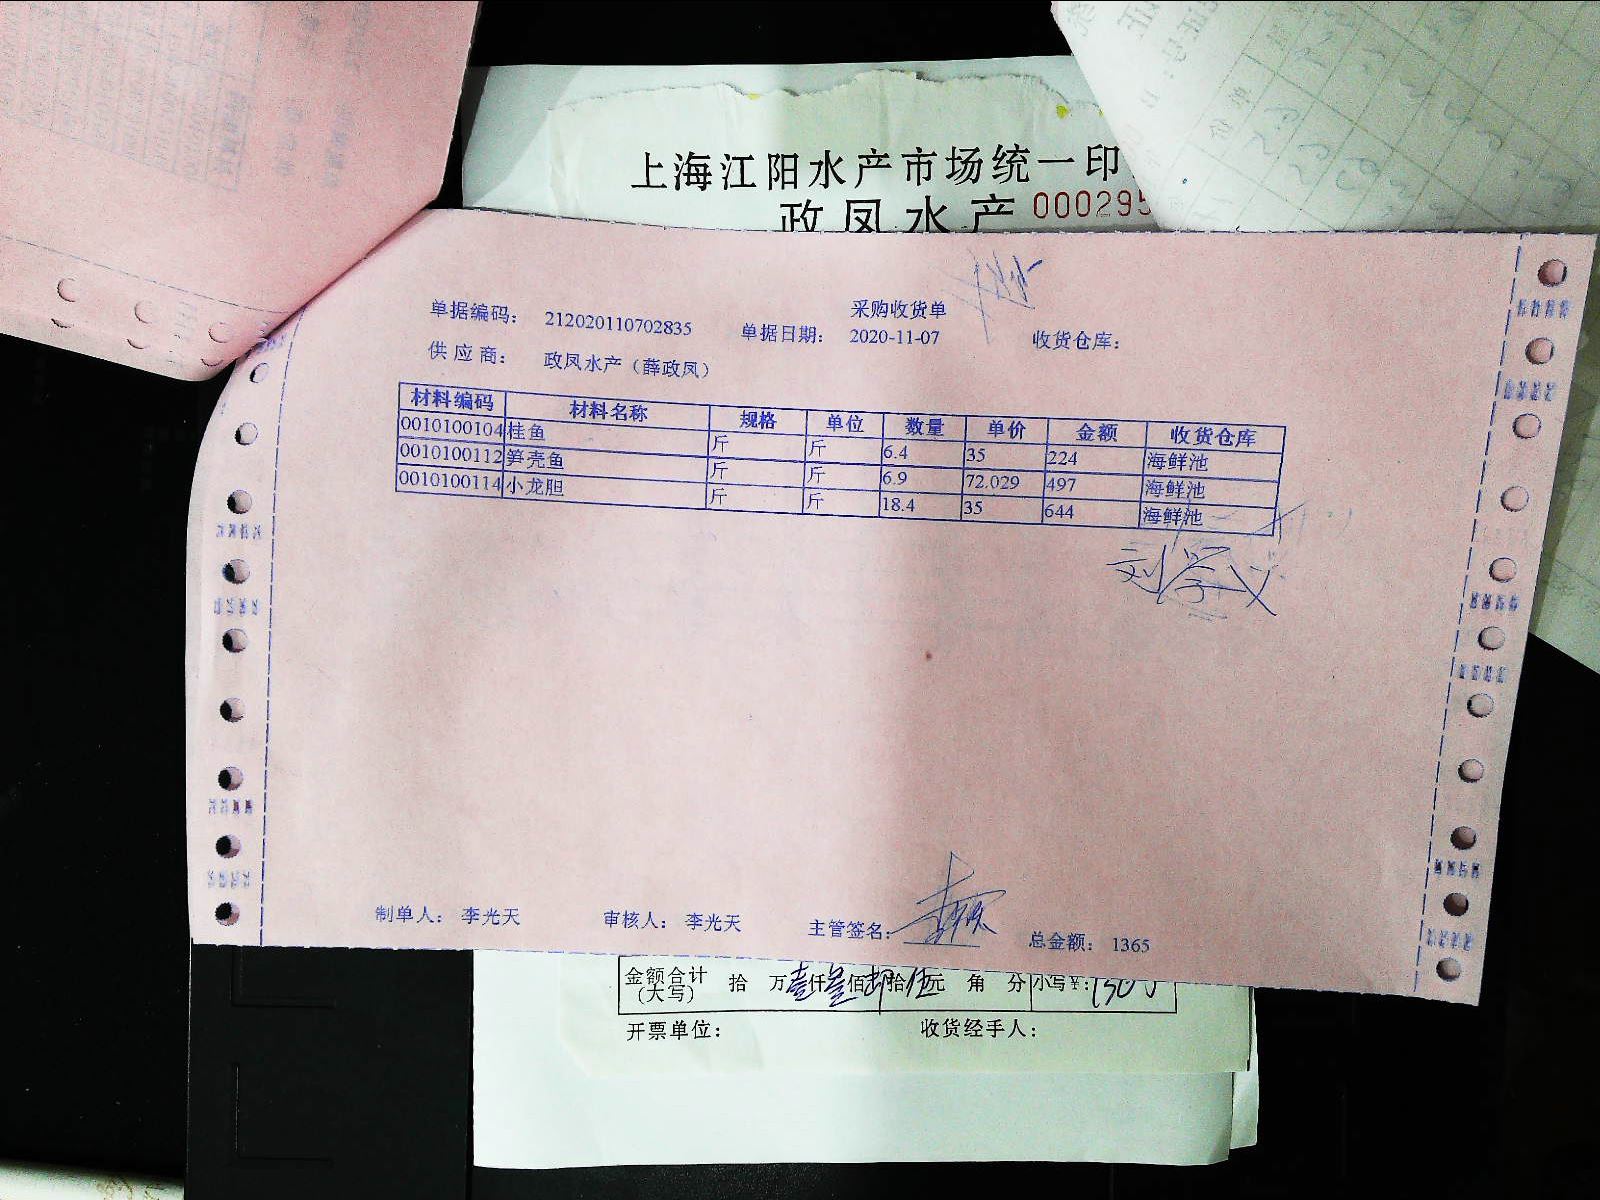 上海江阳水产市场统一印
政凤水产 000295
采购收货单
单据编码： 212020110702835 单据日期： 2020-11-07 收货仓库：
供应商： 政凤水产（薛政凤）
材料编码 材料名称 规格 单位 数量 单价 金额 收货仓库
0010100104 桂鱼 斤 斤 6.4 35 224 海鲜池
0010100112 笋壳鱼 斤 斤 6.9 72.029 497 海鲜池
0010100114 小龙胆 斤 斤 18.4 35 644 海鲜池
刘学义
制单人： 李光天 审核人： 李光天 主管签名： 总金额： 1365
金额合计 拾 万壹仟叁佰陆拾伍元 角 分 小写￥：
（大写）
开票单位： 收货经手人：